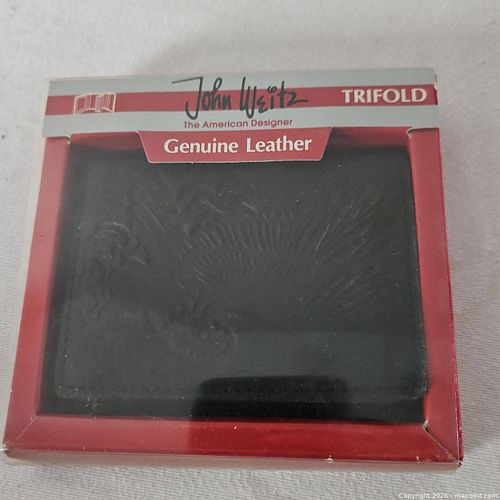 John Weitz
TRIFOLD
The American Designer
Genuine Leather
Copyright 2026 - maxsold.com